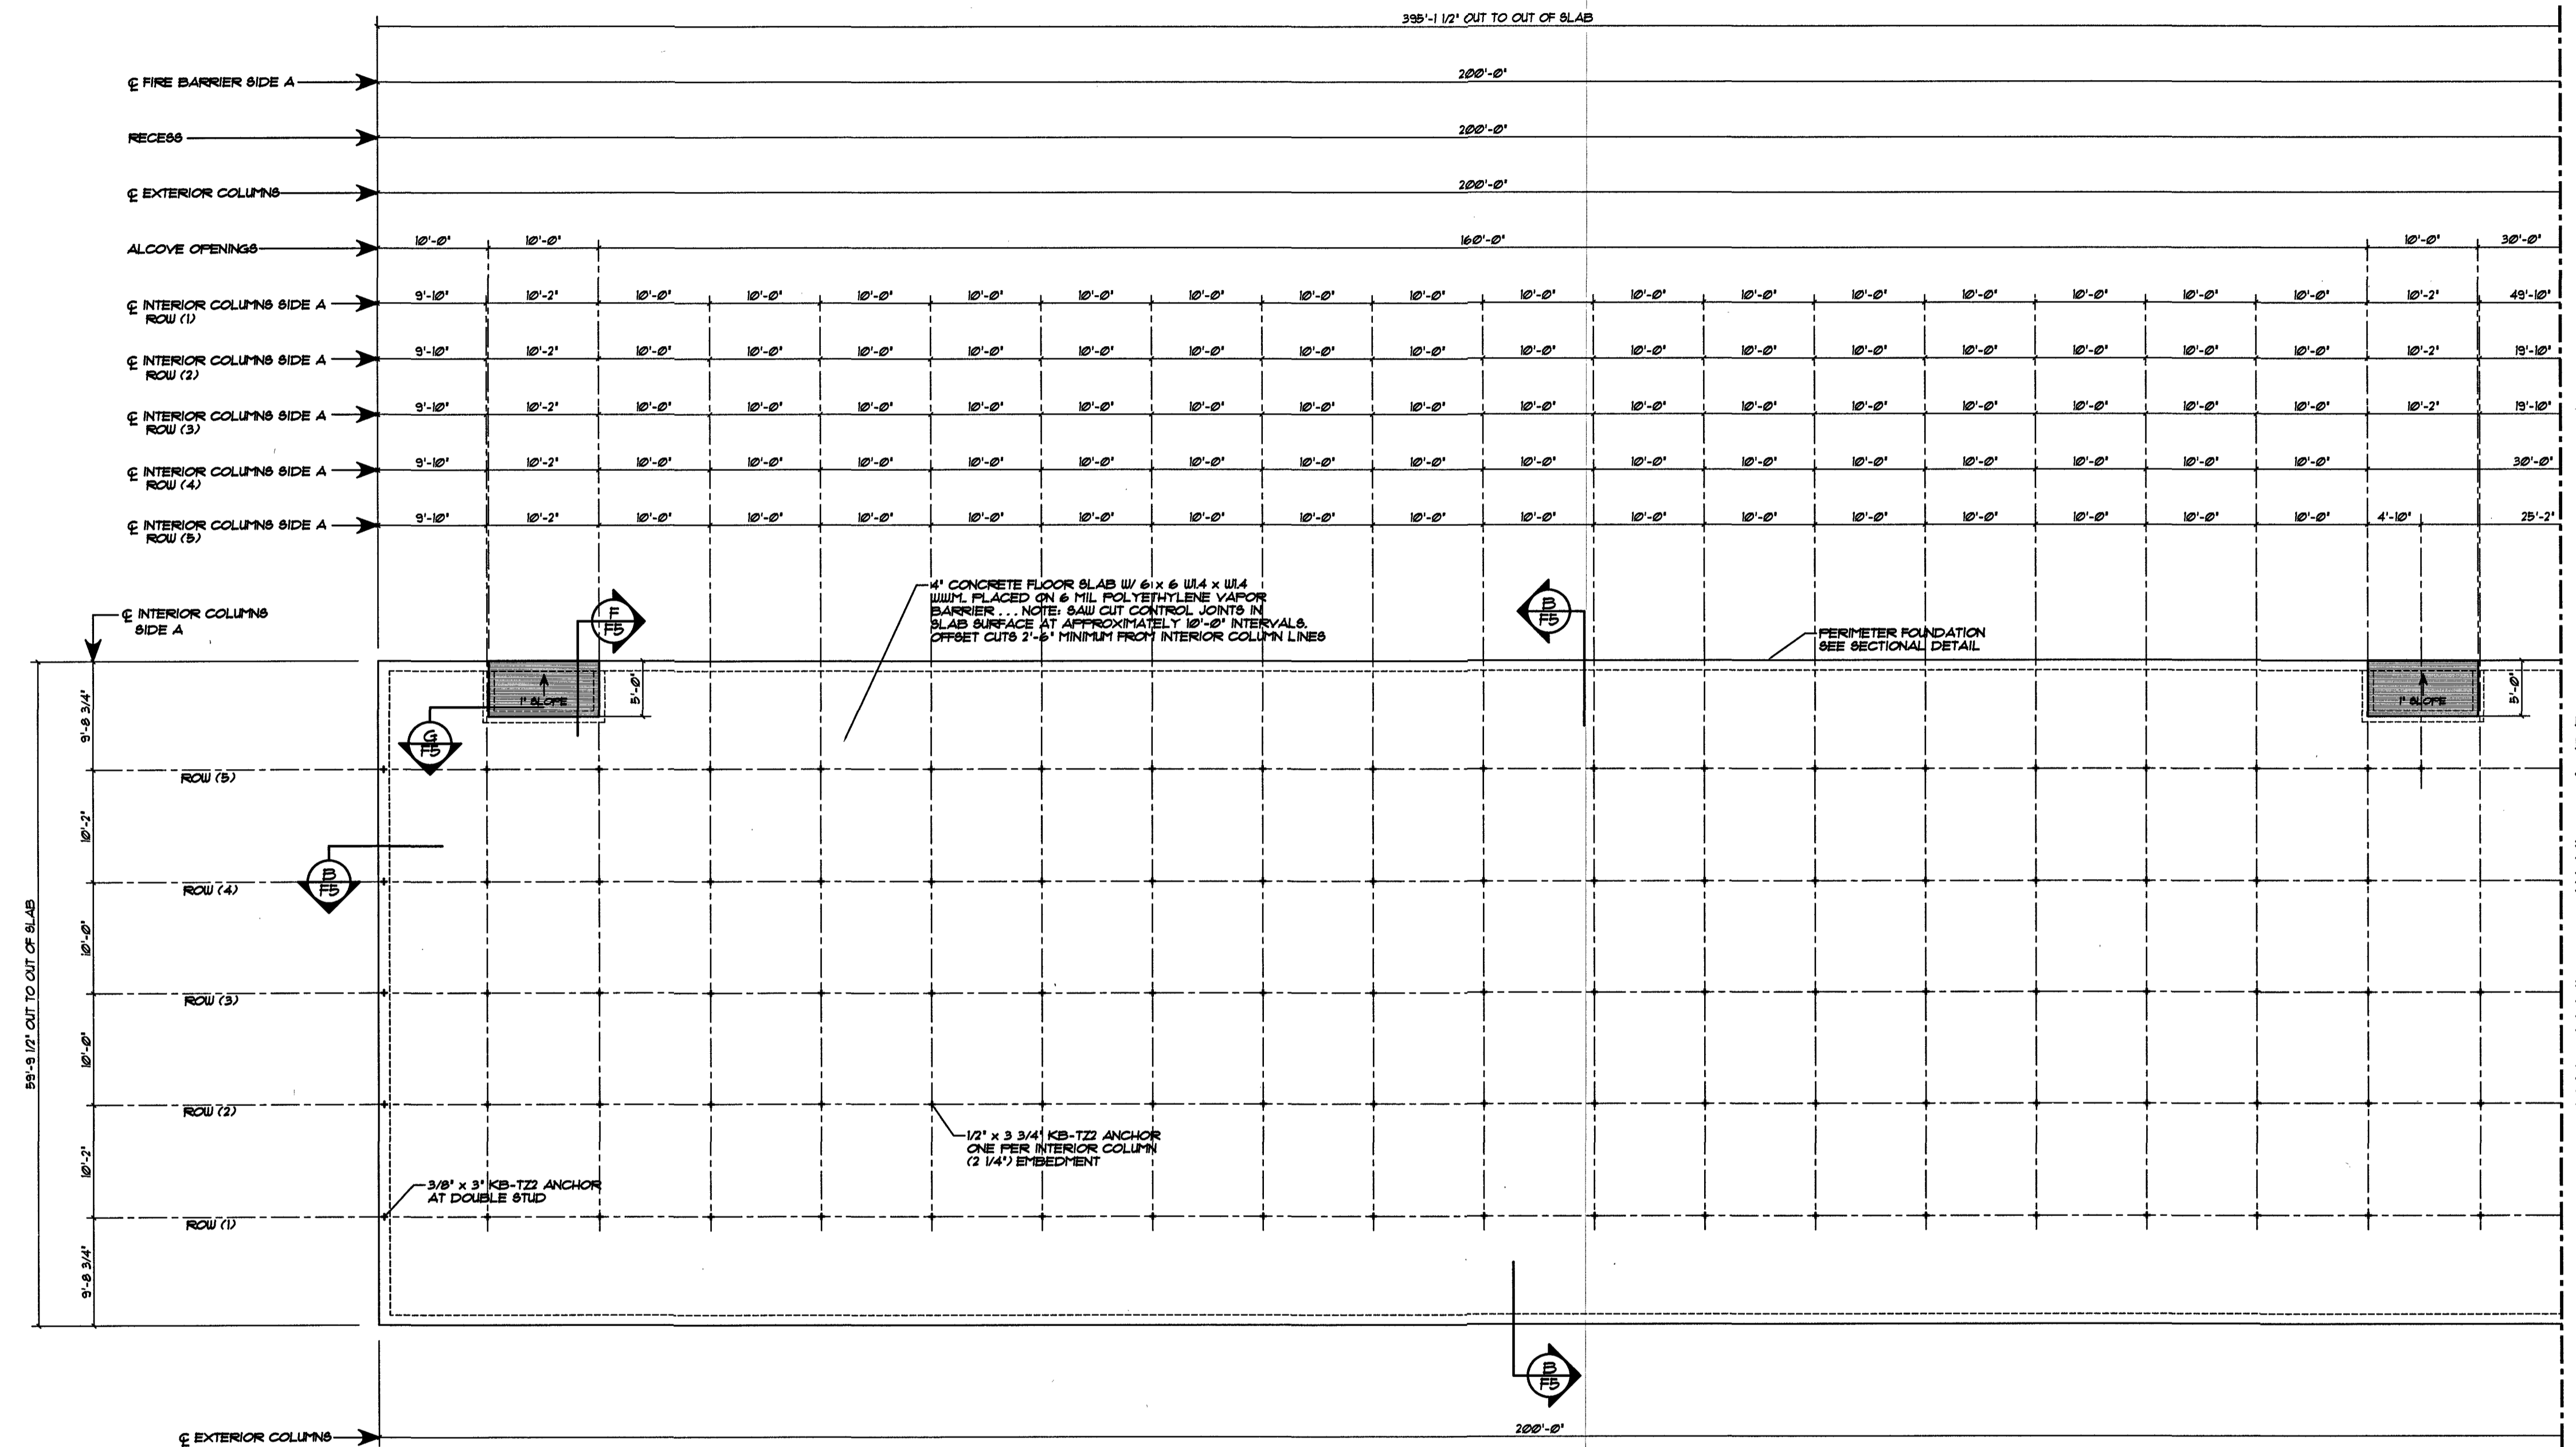 395'-1 1/2" OUT TO OUT OF SLAB
℄ FIRE BARRIER SIDE A
200'-0"
RECESS
200'-0"
℄ EXTERIOR COLUMNS
200'-0"
ALCOVE OPENINGS
10'-0" 10'-0" 160'-0" 10'-0" 30'-0"
℄ INTERIOR COLUMNS SIDE A
ROW (1)
9'-10" 10'-2" 10'-0" 10'-0" 10'-0" 10'-0" 10'-0" 10'-0" 10'-0" 10'-0" 10'-0" 10'-0" 10'-0" 10'-0" 10'-0" 10'-0" 10'-0" 10'-0" 10'-2" 49'-10"
℄ INTERIOR COLUMNS SIDE A
ROW (2)
9'-10" 10'-2" 10'-0" 10'-0" 10'-0" 10'-0" 10'-0" 10'-0" 10'-0" 10'-0" 10'-0" 10'-0" 10'-0" 10'-0" 10'-0" 10'-0" 10'-0" 10'-0" 10'-2" 19'-10"
℄ INTERIOR COLUMNS SIDE A
ROW (3)
9'-10" 10'-2" 10'-0" 10'-0" 10'-0" 10'-0" 10'-0" 10'-0" 10'-0" 10'-0" 10'-0" 10'-0" 10'-0" 10'-0" 10'-0" 10'-0" 10'-0" 10'-0" 10'-2" 19'-10"
℄ INTERIOR COLUMNS SIDE A
ROW (4)
9'-10" 10'-2" 10'-0" 10'-0" 10'-0" 10'-0" 10'-0" 10'-0" 10'-0" 10'-0" 10'-0" 10'-0" 10'-0" 10'-0" 10'-0" 10'-0" 10'-0" 10'-0" 30'-0"
℄ INTERIOR COLUMNS SIDE A
ROW (5)
9'-10" 10'-2" 10'-0" 10'-0" 10'-0" 10'-0" 10'-0" 10'-0" 10'-0" 10'-0" 10'-0" 10'-0" 10'-0" 10'-0" 10'-0" 10'-0" 10'-0" 10'-0" 4'-10" 25'-2"
℄ INTERIOR COLUMNS
SIDE A
F
F5
4" CONCRETE FLOOR SLAB W/ 6 x 6 W1.4 x W1.4
W.W.M. PLACED ON 6 MIL POLYETHYLENE VAPOR
BARRIER . . . NOTE: SAW CUT CONTROL JOINTS IN
SLAB SURFACE AT APPROXIMATELY 10'-0" INTERVALS.
OFFSET CUTS 2'-6" MINIMUM FROM INTERIOR COLUMN LINES
B
F5
PERIMETER FOUNDATION
SEE SECTIONAL DETAIL
1" SLOPE
5'-0"
1" SLOPE
5'-0"
G
F5
9'-8 3/4"
ROW (5)
10'-2"
B
F5
ROW (4)
10'-0"
59'-9 1/2" OUT TO OUT OF SLAB
ROW (3)
10'-0"
ROW (2)
1/2" x 3 3/4" KB-TZ2 ANCHOR
ONE PER INTERIOR COLUMN
(2 1/4") EMBEDMENT
10'-2"
3/8" x 3" KB-TZ2 ANCHOR
AT DOUBLE STUD
ROW (1)
9'-8 3/4"
B
F5
℄ EXTERIOR COLUMNS
200'-0"